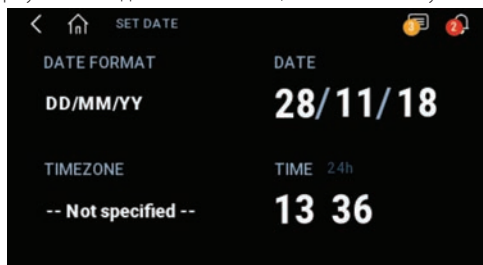 SET DATE
3
2
DATE FORMAT
DATE
DD/MM/YY
28/11/18
TIMEZONE
TIME 24h
-- Not specified --
13 36